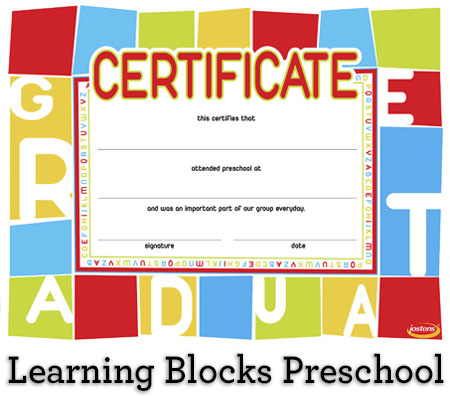 CERTIFICATE
this certifies that
attended preschool at
and was an important part of our group everyday.
signature date
G
R
A D U A
T
E
jostens
Learning Blocks Preschool